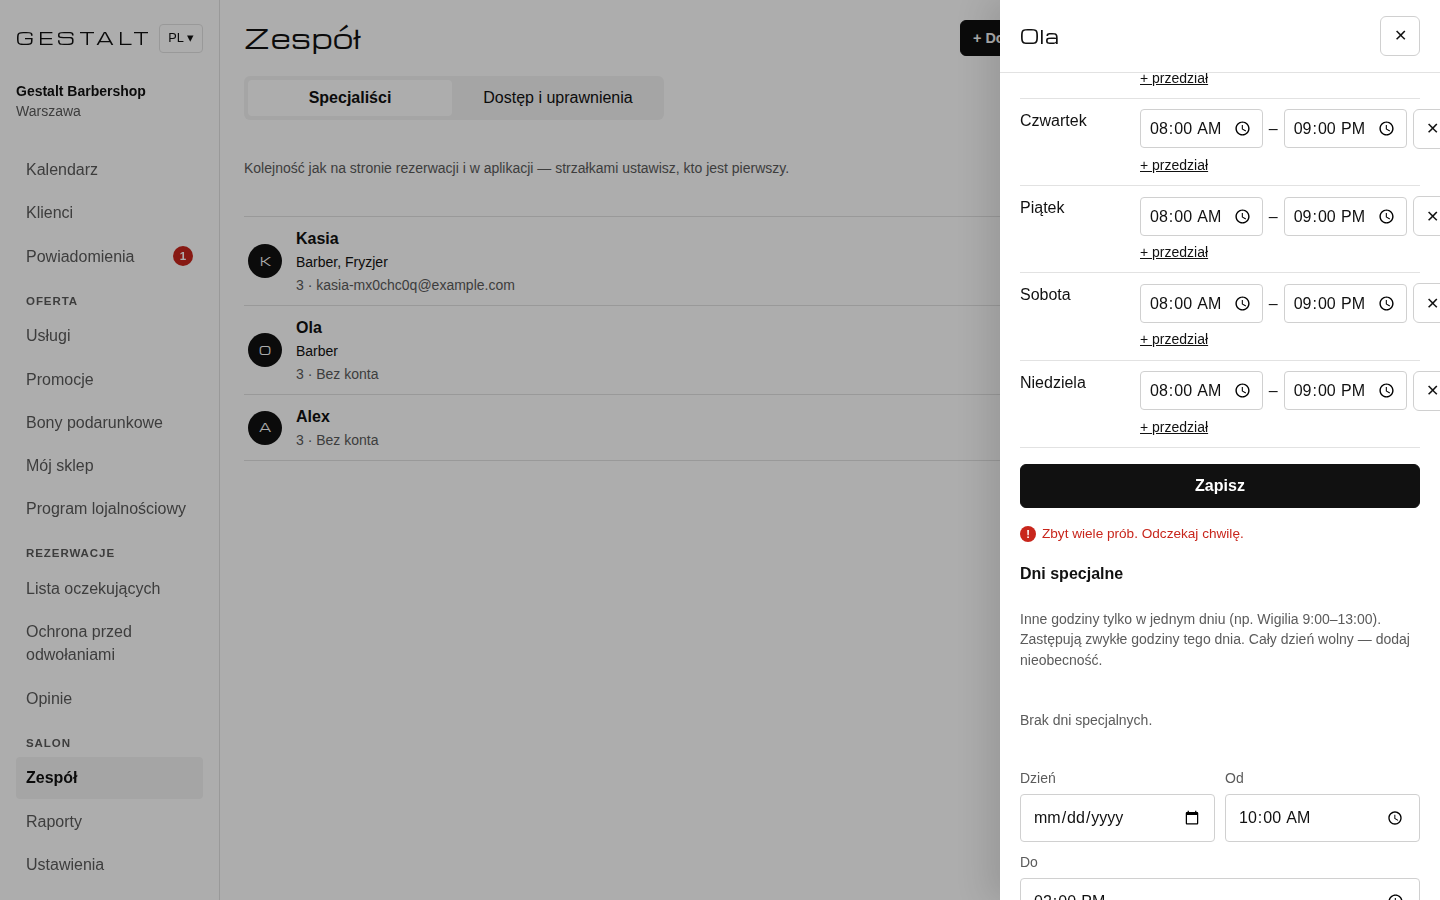 GESTALT
PL ▾
Gestalt Barbershop
Warszawa
Kalendarz
Klienci
Powiadomienia
1
OFERTA
Usługi
Promocje
Bony podarunkowe
Mój sklep
Program lojalnościowy
REZERWACJE
Lista oczekujących
Ochrona przed
odwołaniami
Opinie
SALON
Zespół
Raporty
Ustawienia
Zespół
Specjaliści
Dostęp i uprawnienia
Kolejność jak na stronie rezerwacji i w aplikacji — strzałkami ustawisz, kto jest pierwszy.
K
Kasia
Barber, Fryzjer
3 · kasia-mx0chc0q@example.com
O
Ola
Barber
3 · Bez konta
A
Alex
3 · Bez konta
Ola
✕
+ przedział
Czwartek
08:00 AM – 09:00 PM ✕
+ przedział
Piątek
08:00 AM – 09:00 PM ✕
+ przedział
Sobota
08:00 AM – 09:00 PM ✕
+ przedział
Niedziela
08:00 AM – 09:00 PM ✕
+ przedział
Zapisz
! Zbyt wiele prób. Odczekaj chwilę.
Dni specjalne
Inne godziny tylko w jednym dniu (np. Wigilia 9:00–13:00).
Zastępują zwykłe godziny tego dnia. Cały dzień wolny — dodaj
nieobecność.
Brak dni specjalnych.
Dzień
Od
mm/dd/yyyy
10:00 AM
Do